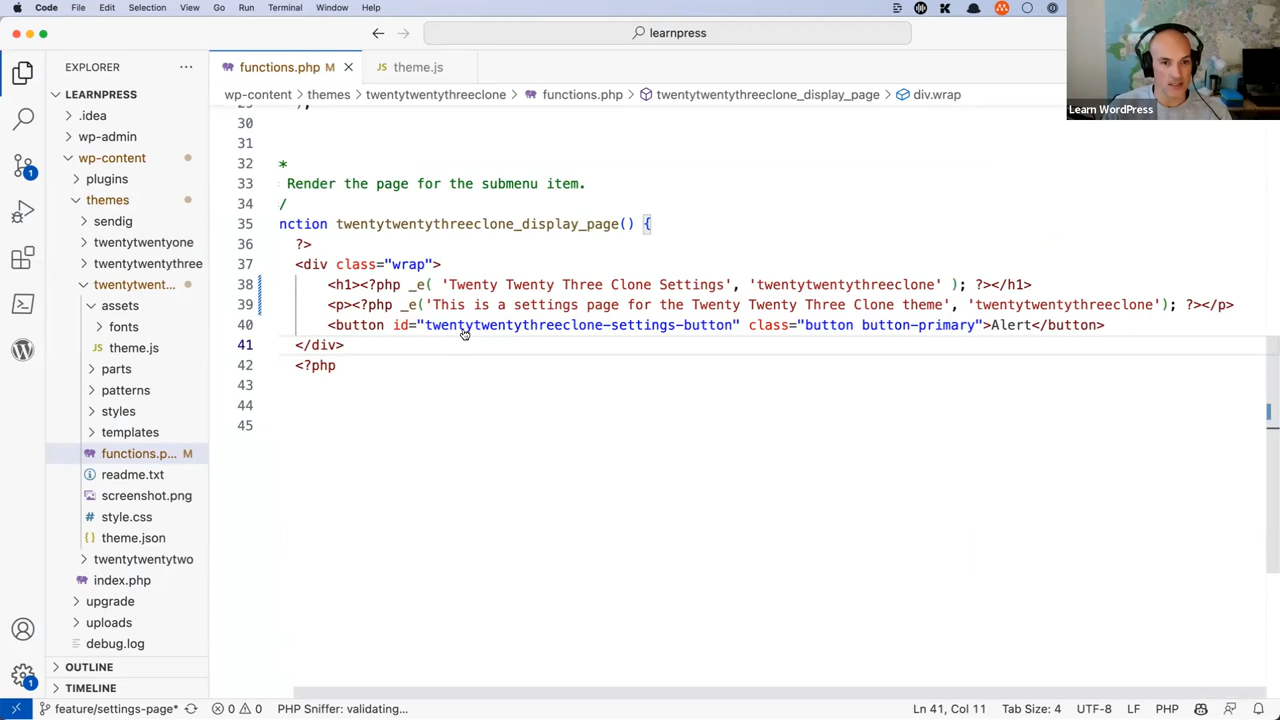 Code File Edit Selection View Go Run Terminal Window Help
learnpress
Learn WordPress
EXPLORER
functions.php M
JS theme.js
LEARNPRESS
.idea
wp-admin
wp-content
plugins
themes
sendig
twentytwentyone
twentytwentythree
twentytwent...
assets
fonts
JS theme.js
parts
patterns
styles
templates
functions.p... M
readme.txt
screenshot.png
style.css
theme.json
twentytwentytwo
index.php
upgrade
uploads
debug.log
OUTLINE
TIMELINE
1
1
wp-content > themes > twentytwentythreeclone > functions.php > twentytwentythreeclone_display_page > div.wrap
30
31
32 *
33 Render the page for the submenu item.
34 /
35 nction twentytwentythreeclone_display_page() {
36 ?>
37 <div class="wrap">
38 <h1><?php _e( 'Twenty Twenty Three Clone Settings', 'twentytwentythreeclone' ); ?></h1>
39 <p><?php _e('This is a settings page for the Twenty Twenty Three Clone theme', 'twentytwentythreeclone'); ?></p>
40 <button id="twentytwentythreeclone-settings-button" class="button button-primary">Alert</button>
41 </div>
42 <?php
43
44
45
feature/settings-page* 0 0 PHP Sniffer: validating... Ln 41, Col 11 Tab Size: 4 UTF-8 LF PHP